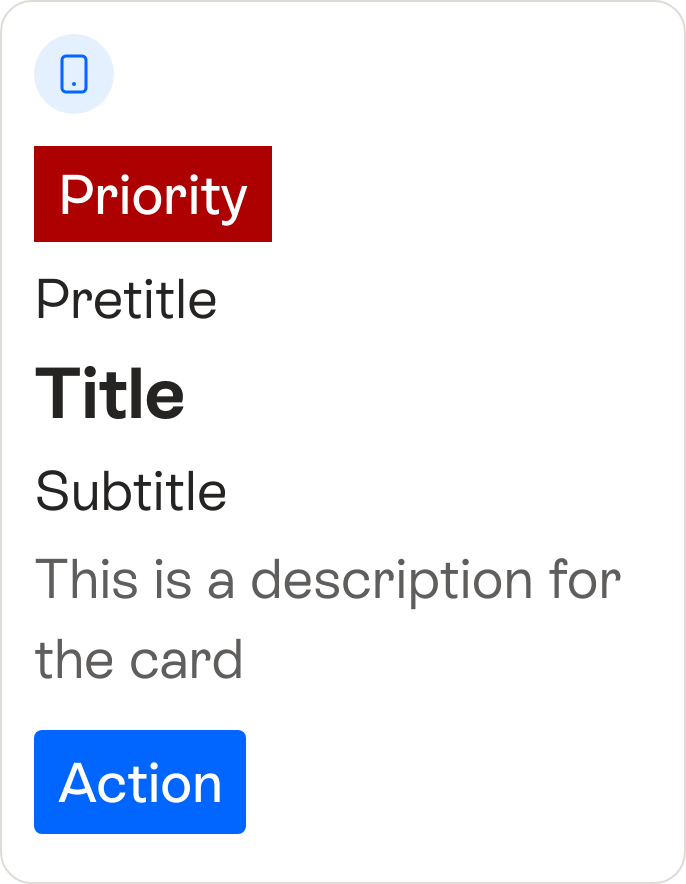 Priority
Pretitle
Title
Subtitle
This is a description for
the card
Action